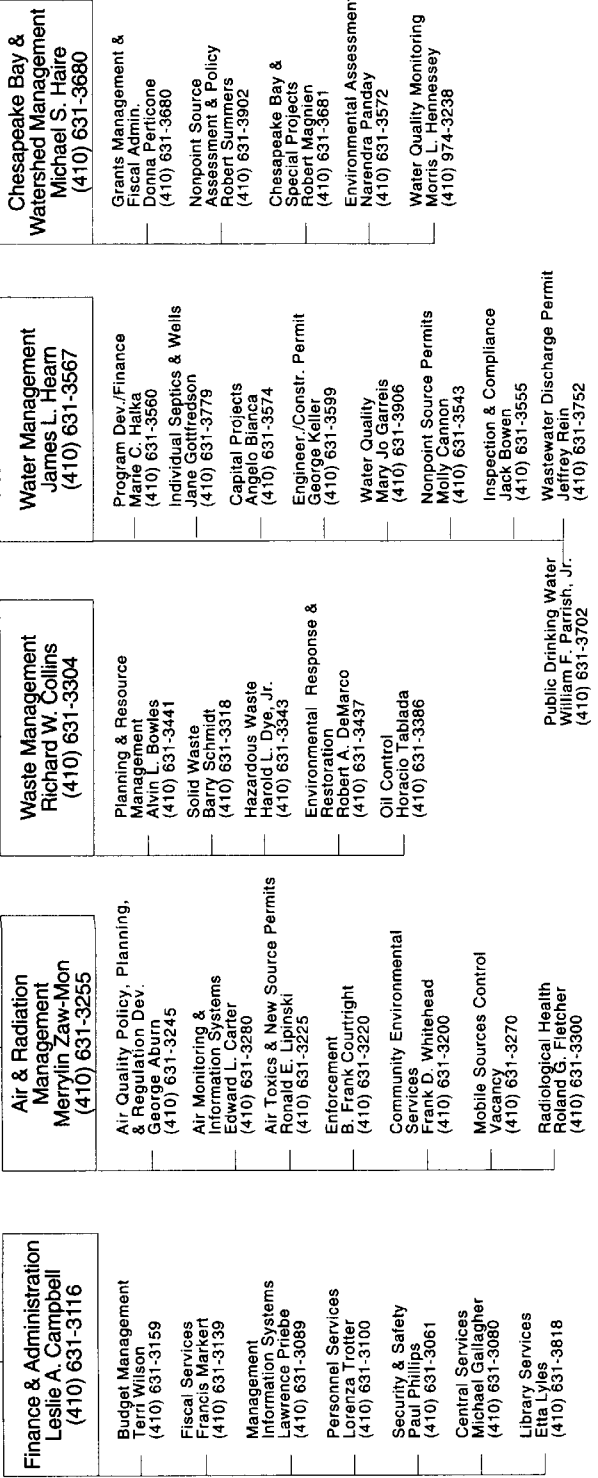 Finance & Administration
Leslie A. Campbell
(410) 631-3116
Budget Management
Terri Wilson
(410) 631-3159
Fiscal Services
Francis Markert
(410) 631-3139
Management
Information Systems
Lawrence Priebe
(410) 631-3089
Personnel Services
Lorenza Trotter
(410) 631-3100
Security & Safety
Paul Phillips
(410) 631-3061
Central Services
Michael Gallagher
(410) 631-3080
Library Services
Etta Lyles
(410) 631-3818
Air & Radiation
Management
Merrylin Zaw-Mon
(410) 631-3255
Air Quality Policy, Planning,
& Regulation Dev.
George Aburn
(410) 631-3245
Air Monitoring &
Information Systems
Edward L. Carter
(410) 631-3280
Air Toxics & New Source Permits
Ronald E. Lipinski
(410) 631-3225
Enforcement
B. Frank Courtright
(410) 631-3220
Community Environmental
Services
Frank D. Whitehead
(410) 631-3200
Mobile Sources Control
Vacancy
(410) 631-3270
Radiological Health
Roland G. Fletcher
(410) 631-3300
Waste Management
Richard W. Collins
(410) 631-3304
Planning & Resource
Management
Alvin L. Bowles
(410) 631-3441
Solid Waste
Barry Schmidt
(410) 631-3318
Hazardous Waste
Harold L. Dye, Jr.
(410) 631-3343
Environmental Response &
Restoration
Robert A. DeMarco
(410) 631-3437
Oil Control
Horacio Tablada
(410) 631-3386
Water Management
James L. Hearn
(410) 631-3567
Program Dev./Finance
Marie C. Halka
(410) 631-3560
Individual Septics & Wells
Jane Gottfredson
(410) 631-3779
Capital Projects
Angelo Bianca
(410) 631-3574
Engineer./Constr. Permit
George Keller
(410) 631-3599
Water Quality
Mary Jo Garreis
(410) 631-3906
Nonpoint Source Permits
Molly Cannon
(410) 631-3543
Inspection & Compliance
Jack Bowen
(410) 631-3555
Wastewater Discharge Permit
Jeffrey Rein
(410) 631-3752
Public Drinking Water
William F. Parrish, Jr.
(410) 631-3702
Chesapeake Bay &
Watershed Management
Michael S. Haire
(410) 631-3680
Grants Management &
Fiscal Admin.
Donna Perticone
(410) 631-3680
Nonpoint Source
Assessment & Policy
Robert Summers
(410) 631-3902
Chesapeake Bay &
Special Projects
Robert Magnien
(410) 631-3681
Environmental Assessment
Narendra Panday
(410) 631-3572
Water Quality Monitoring
Morris L. Hennessey
(410) 974-3238